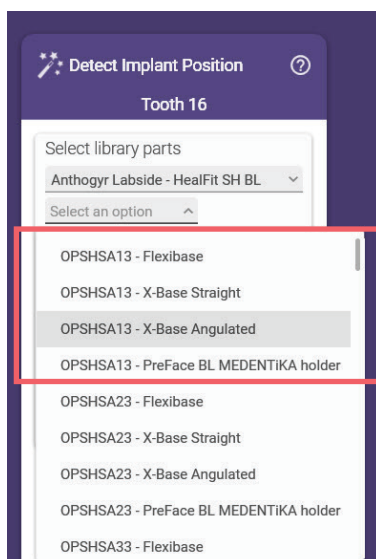 Detect Implant Position
Tooth 16
Select library parts
Anthogyr Labside - HealFit SH BL
Select an option
OPSHSA13 - Flexibase
OPSHSA13 - X-Base Straight
OPSHSA13 - X-Base Angulated
OPSHSA13 - PreFace BL MEDENTiKA holder
OPSHSA23 - Flexibase
OPSHSA23 - X-Base Straight
OPSHSA23 - X-Base Angulated
OPSHSA23 - PreFace BL MEDENTiKA holder
OPSHSA33 - Flexibase